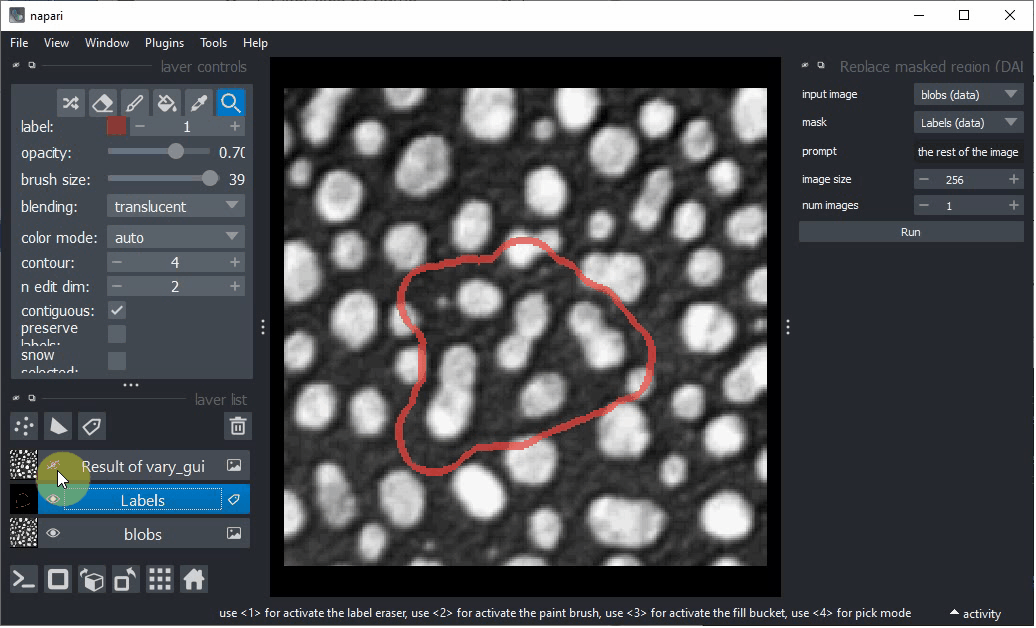 napari
File View Window Plugins Tools Help
layer controls
label: 1
opacity: 0.70
brush size: 39
blending: translucent
color mode: auto
contour: 4
n edit dim: 2
contiguous:
preserve
labels:
show
selected:
layer list
Result of vary_gui
Labels
blobs
Replace masked region (DAL
input image blobs (data)
mask Labels (data)
prompt the rest of the image
image size 256
num images 1
Run
use <1> for activate the label eraser, use <2> for activate the paint brush, use <3> for activate the fill bucket, use <4> for pick mode
activity